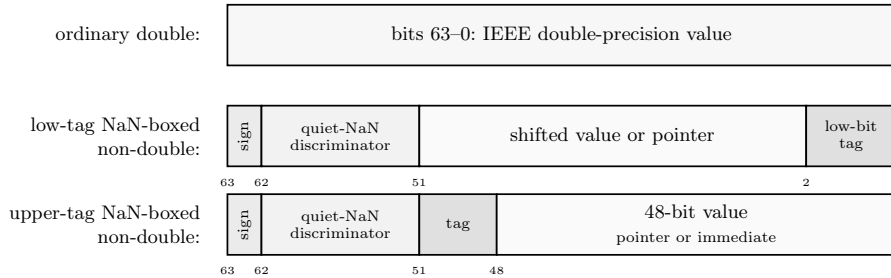 ordinary double:
bits 63–0: IEEE double-precision value
low-tag NaN-boxed
non-double:
sign
quiet-NaN
discriminator
shifted value or pointer
low-bit
tag
63 62 51 2
upper-tag NaN-boxed
non-double:
sign
quiet-NaN
discriminator
tag
48-bit value
pointer or immediate
63 62 51 48